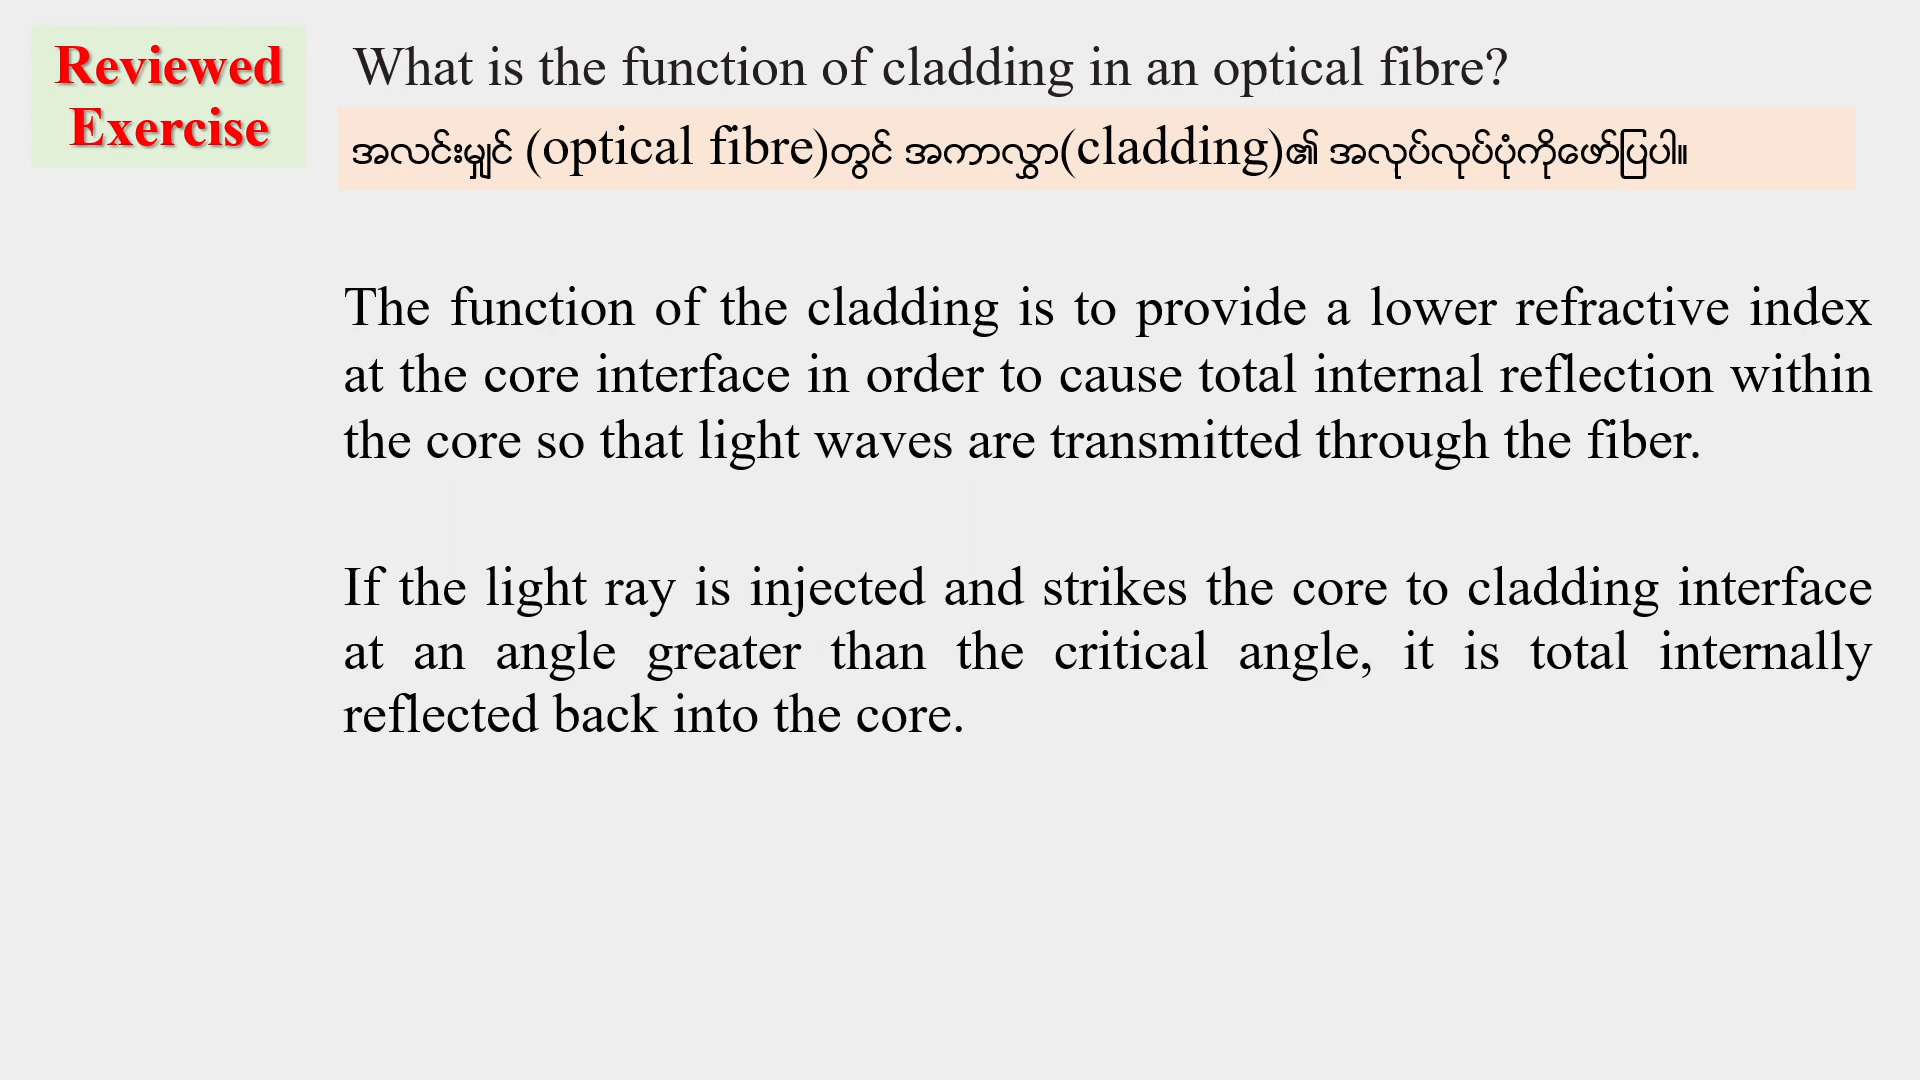 Reviewed
Exercise
What is the function of cladding in an optical fibre?
အလင်းမျှင် (optical fibre)တွင် အကာလွှာ(cladding)၏ အလုပ်လုပ်ပုံကိုဖော်ပြပါ။
The function of the cladding is to provide a lower refractive index
at the core interface in order to cause total internal reflection within
the core so that light waves are transmitted through the fiber.
If the light ray is injected and strikes the core to cladding interface
at an angle greater than the critical angle, it is total internally
reflected back into the core.